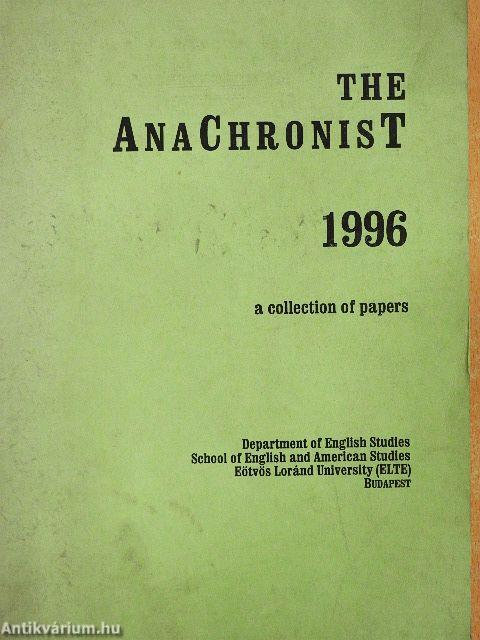 THE
ANACHRONIST
1996
a collection of papers
Department of English Studies
School of English and American Studies
Eötvös Loránd University (ELTE)
BUDAPEST
Antikvárium.hu